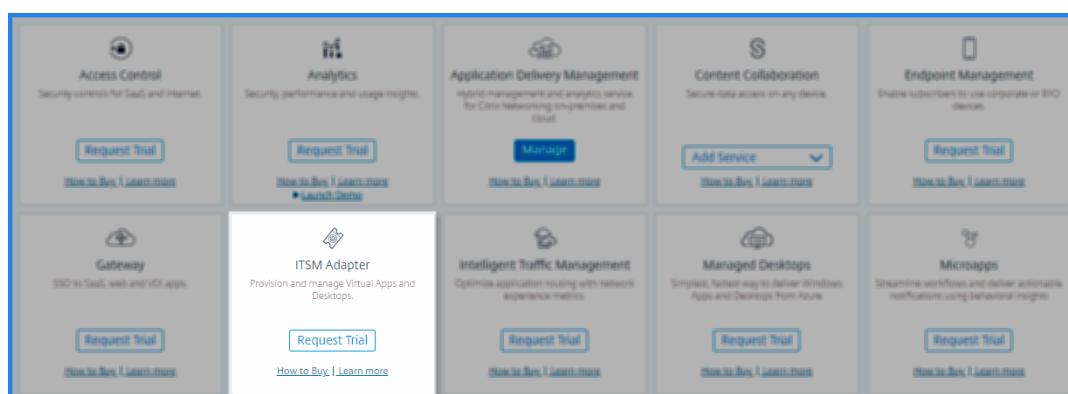 Access Control
Security controls for SaaS and Internet.
Request Trial
How to Buy | Learn more
Analytics
Security, performance and usage insights.
Request Trial
How to Buy | Learn more
Launch Demo
Application Delivery Management
Hybrid management and analytics service
for Citrix Networking on-premises and
cloud.
Manage
How to Buy | Learn more
Content Collaboration
Secure data access on any device.
Add Service
How to Buy | Learn more
Endpoint Management
Enable subscribers to use corporate or BYO
devices.
Request Trial
How to Buy | Learn more
Gateway
SSO to SaaS, web and VDI apps.
Request Trial
How to Buy | Learn more
ITSM Adapter
Provision and manage Virtual Apps and
Desktops.
Request Trial
How to Buy | Learn more
Intelligent Traffic Management
Optimise application routing with network
experience metrics.
Request Trial
How to Buy | Learn more
Managed Desktops
Simplest, fastest way to deliver Windows
Apps and Desktops from Azure
Request Trial
How to Buy | Learn more
Microapps
Streamline workflows and deliver actionable
notifications using behavioral insights
Request Trial
How to Buy | Learn more